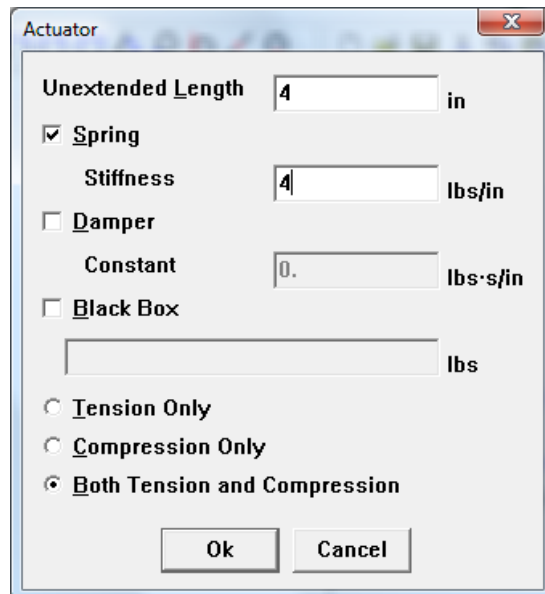 Actuator
Unextended Length 4 in
Spring
Stiffness 4 lbs/in
Damper
Constant 0. lbs·s/in
Black Box
lbs
Tension Only
Compression Only
Both Tension and Compression
Ok Cancel